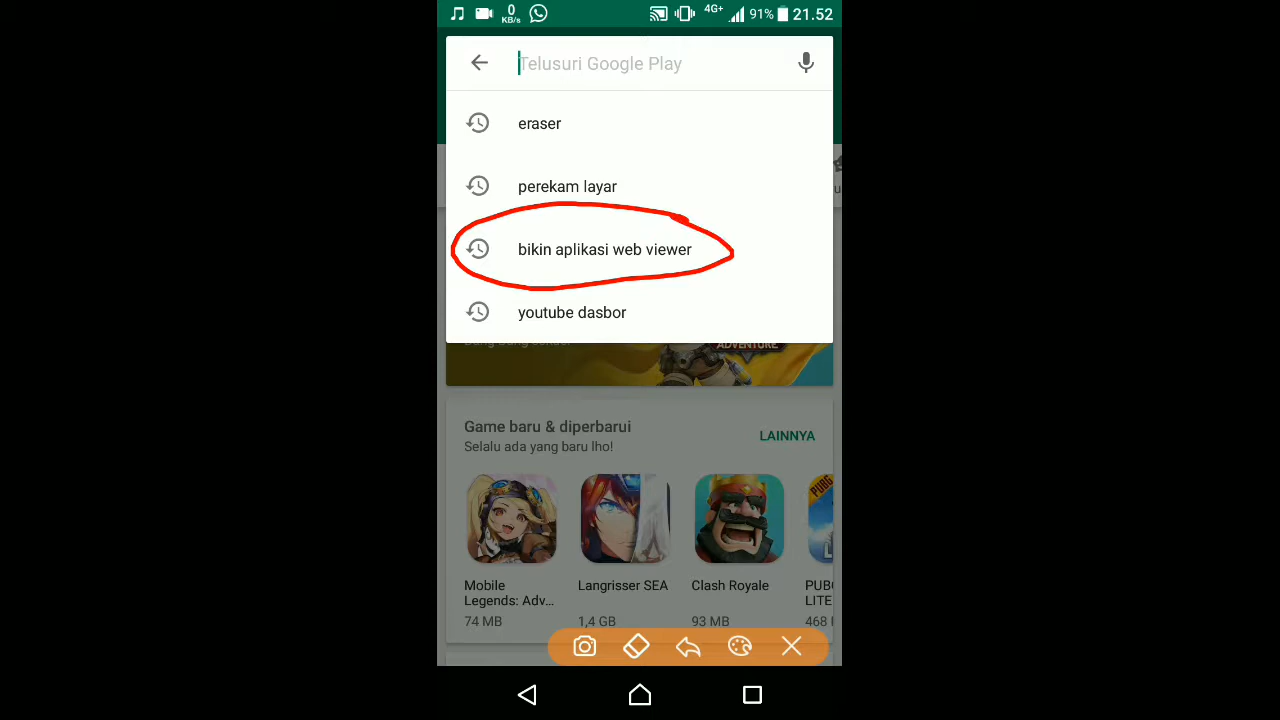 0
KB/s
4G+
91%
21.52
Telusuri Google Play
eraser
perekam layar
bikin aplikasi web viewer
youtube dasbor
ADVENTURE
Game baru & diperbarui
LAINNYA
Selalu ada yang baru lho!
PUBG
Mobile
Legends: Adv...
Langrisser SEA
Clash Royale
PUBG
LITE
74 MB
1,4 GB
93 MB
468